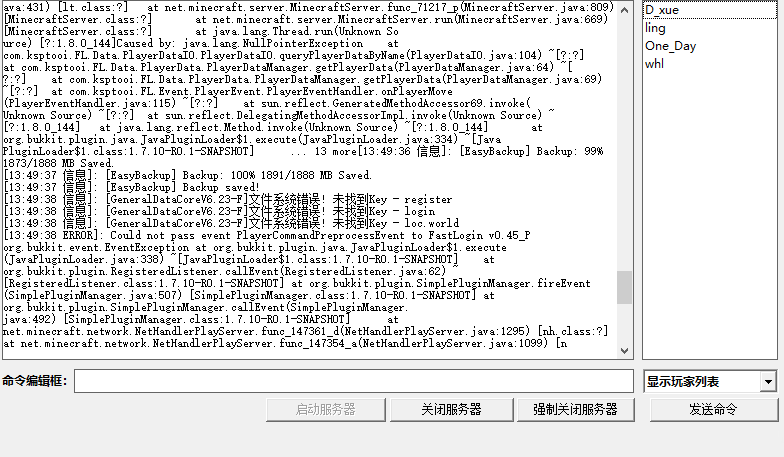 ava:431) [lt.class:?]   at net.minecraft.server.MinecraftServer.func_71217_p(MinecraftServer.java:809)
[MinecraftServer.class:?]      at net.minecraft.server.MinecraftServer.run(MinecraftServer.java:669)
[MinecraftServer.class:?]      at java.lang.Thread.run(Unknown So
urce) [?:1.8.0_144]Caused by: java.lang.NullPointerException    at
com.ksptooi.FL.Data.PlayerDataIO.PlayerDataIO.queryPlayerDataByName(PlayerDataIO.java:104) ~[?:?]
at com.ksptooi.FL.Data.PlayerData.PlayerDataManager.getPlayerData(PlayerDataManager.java:64) ~[
?:?]    at com.ksptooi.FL.Data.PlayerData.PlayerDataManager.getPlayerData(PlayerDataManager.java:69)
~[?:?]  at com.ksptooi.FL.Event.PlayerEvent.PlayerEventHandler.onPlayerMove
(PlayerEventHandler.java:115) ~[?:?]    at sun.reflect.GeneratedMethodAccessor69.invoke(
Unknown Source) ~[?:?]  at sun.reflect.DelegatingMethodAccessorImpl.invoke(Unknown Source) ~
[?:1.8.0_144]   at java.lang.reflect.Method.invoke(Unknown Source) ~[?:1.8.0_144]      at
org.bukkit.plugin.java.JavaPluginLoader$1.execute(JavaPluginLoader.java:334) ~[Java
PluginLoader$1.class:1.7.10-R0.1-SNAPSHOT]      ... 13 more[13:49:36 信息]: [EasyBackup] Backup: 99%
1873/1888 MB Saved.
[13:49:37 信息]: [EasyBackup] Backup: 100% 1891/1888 MB Saved.
[13:49:37 信息]: [EasyBackup] Backup saved!
[13:49:38 信息]: [GeneralDataCoreV6.23-F]文件系统错误! 未找到Key - register
[13:49:38 信息]: [GeneralDataCoreV6.23-F]文件系统错误! 未找到Key - login
[13:49:38 信息]: [GeneralDataCoreV6.23-F]文件系统错误! 未找到Key - loc.world
[13:49:38 ERROR]: Could not pass event PlayerCommandPreprocessEvent to FastLogin v0.45_P
org.bukkit.event.EventException at org.bukkit.plugin.java.JavaPluginLoader$1.execute
(JavaPluginLoader.java:338) ~[JavaPluginLoader$1.class:1.7.10-R0.1-SNAPSHOT]    at
org.bukkit.plugin.RegisteredListener.callEvent(RegisteredListener.java:62) ~
[RegisteredListener.class:1.7.10-R0.1-SNAPSHOT] at org.bukkit.plugin.SimplePluginManager.fireEvent
(SimplePluginManager.java:507) [SimplePluginManager.class:1.7.10-R0.1-SNAPSHOT] at
org.bukkit.plugin.SimplePluginManager.callEvent(SimplePluginManager.
java:492) [SimplePluginManager.class:1.7.10-R0.1-SNAPSHOT]      at
net.minecraft.network.NetHandlerPlayServer.func_147361_d(NetHandlerPlayServer.java:1295) [nh.class:?]
at net.minecraft.network.NetHandlerPlayServer.func_147354_a(NetHandlerPlayServer.java:1099) [n
D_xue
ling
One_Day
whl
命令编辑框:
显示玩家列表
启动服务器
关闭服务器
强制关闭服务器
发送命令